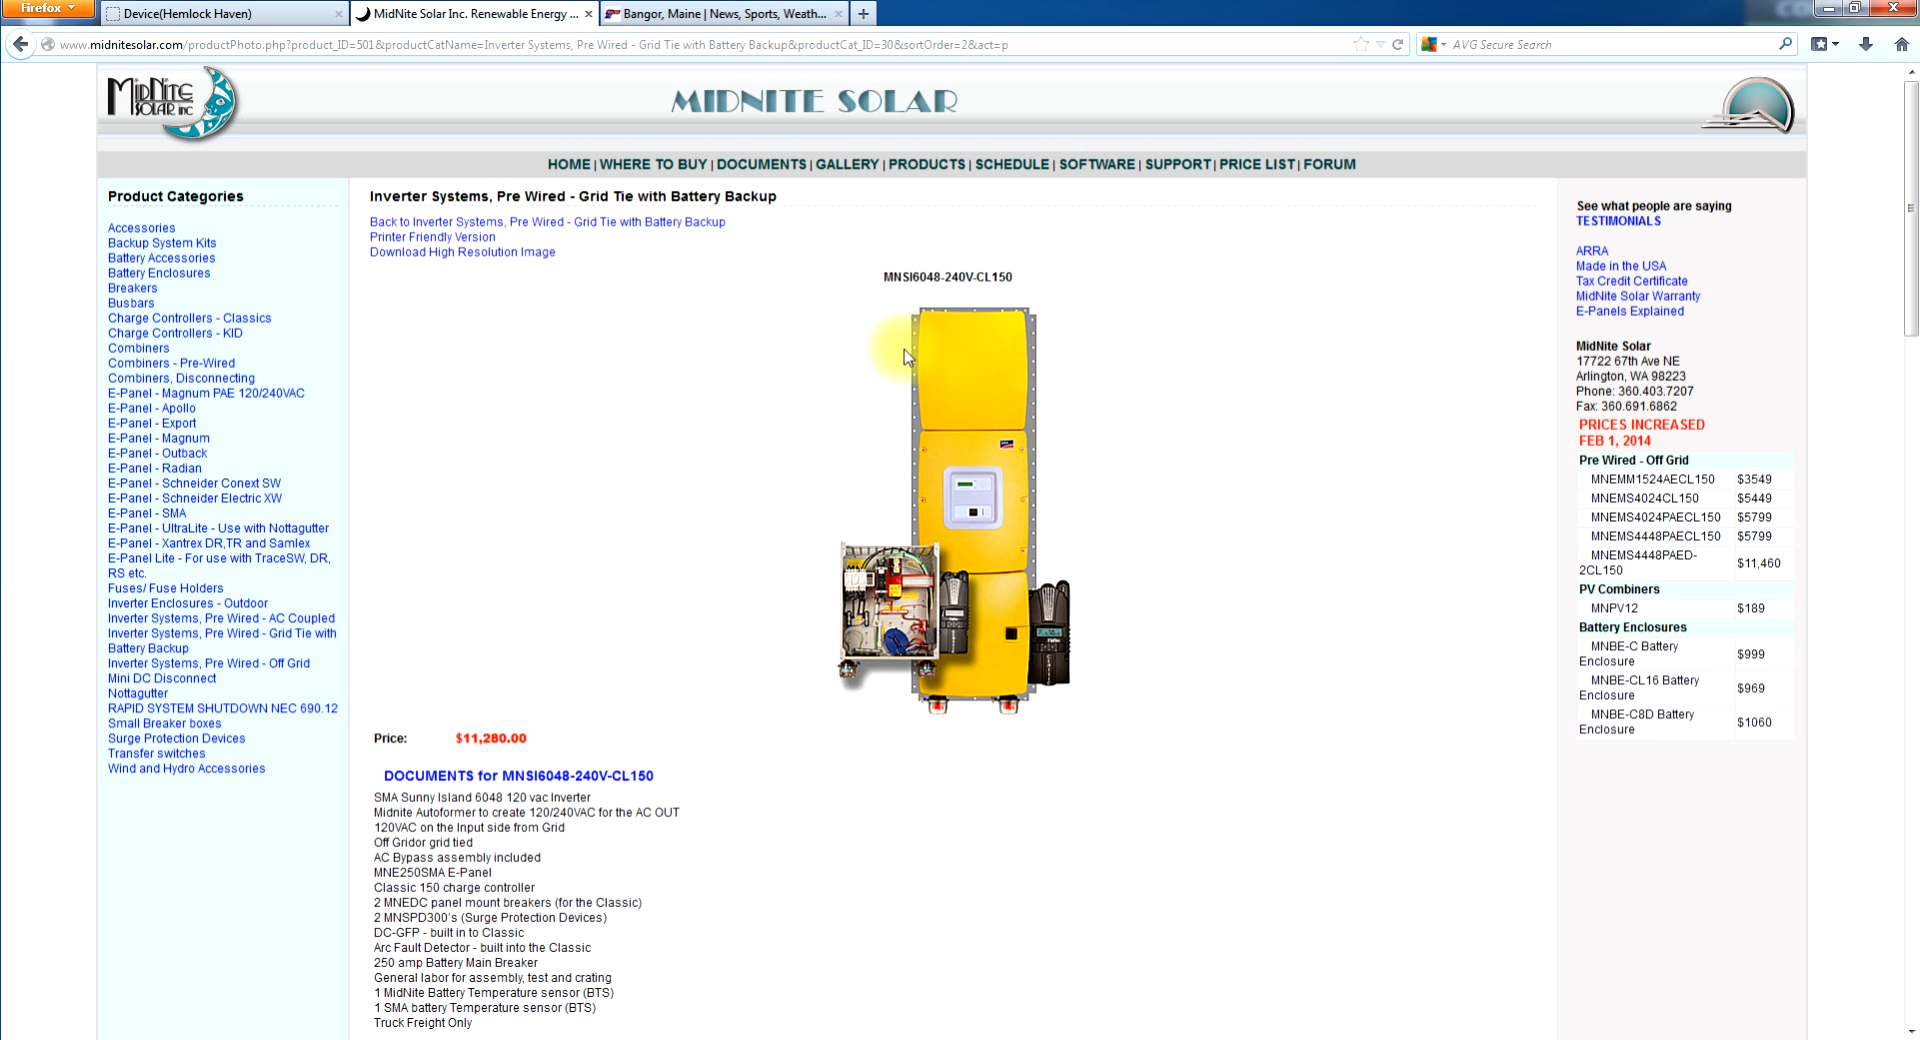 Firefox
Device(Hemlock Haven)
MidNite Solar Inc. Renewable Energy ...
Bangor, Maine | News, Sports, Weath...
www.midnitesolar.com/productPhoto.php?product_ID=501&productCatName=Inverter Systems, Pre Wired - Grid Tie with Battery Backup&productCat_ID=30&sortOrder=2&act=p
AVG Secure Search
MIDNITE
SOLAR, INC
MIDNITE SOLAR
HOME | WHERE TO BUY | DOCUMENTS | GALLERY | PRODUCTS | SCHEDULE | SOFTWARE | SUPPORT | PRICE LIST | FORUM
Product Categories
Accessories
Backup System Kits
Battery Accessories
Battery Enclosures
Breakers
Busbars
Charge Controllers - Classics
Charge Controllers - KID
Combiners
Combiners - Pre-Wired
Combiners, Disconnecting
E-Panel - Magnum PAE 120/240VAC
E-Panel - Apollo
E-Panel - Export
E-Panel - Magnum
E-Panel - Outback
E-Panel - Radian
E-Panel - Schneider Conext SW
E-Panel - Schneider Electric XW
E-Panel - SMA
E-Panel - UltraLite - Use with Nottagutter
E-Panel - Xantrex DR,TR and Samlex
E-Panel Lite - For use with TraceSW, DR,
RS etc.
Fuses/ Fuse Holders
Inverter Enclosures - Outdoor
Inverter Systems, Pre Wired - AC Coupled
Inverter Systems, Pre Wired - Grid Tie with
Battery Backup
Inverter Systems, Pre Wired - Off Grid
Mini DC Disconnect
Nottagutter
RAPID SYSTEM SHUTDOWN NEC 690.12
Small Breaker boxes
Surge Protection Devices
Transfer switches
Wind and Hydro Accessories
Inverter Systems, Pre Wired - Grid Tie with Battery Backup
Back to Inverter Systems, Pre Wired - Grid Tie with Battery Backup
Printer Friendly Version
Download High Resolution Image
MNSI6048-240V-CL150
Price: $11,280.00
DOCUMENTS for MNSI6048-240V-CL150
SMA Sunny Island 6048 120 vac Inverter
Midnite Autoformer to create 120/240VAC for the AC OUT
120VAC on the Input side from Grid
Off Gridor grid tied
AC Bypass assembly included
MNE250SMA E-Panel
Classic 150 charge controller
2 MNEDC panel mount breakers (for the Classic)
2 MNSPD300's (Surge Protection Devices)
DC-GFP - built in to Classic
Arc Fault Detector - built into the Classic
250 amp Battery Main Breaker
General labor for assembly, test and crating
1 MidNite Battery Temperature sensor (BTS)
1 SMA battery Temperature sensor (BTS)
Truck Freight Only
See what people are saying
TESTIMONIALS
ARRA
Made in the USA
Tax Credit Certificate
MidNite Solar Warranty
E-Panels Explained
MidNite Solar
17722 67th Ave NE
Arlington, WA 98223
Phone: 360.403.7207
Fax: 360.691.6862
PRICES INCREASED
FEB 1, 2014
Pre Wired - Off Grid
MNEMM1524AECL150 $3549
MNEMS4024CL150 $5449
MNEMS4024PAECL150 $5799
MNEMS4448PAECL150 $5799
MNEMS4448PAED-
2CL150 $11,460
PV Combiners
MNPV12 $189
Battery Enclosures
MNBE-C Battery
Enclosure $999
MNBE-CL16 Battery
Enclosure $969
MNBE-C8D Battery
Enclosure $1060